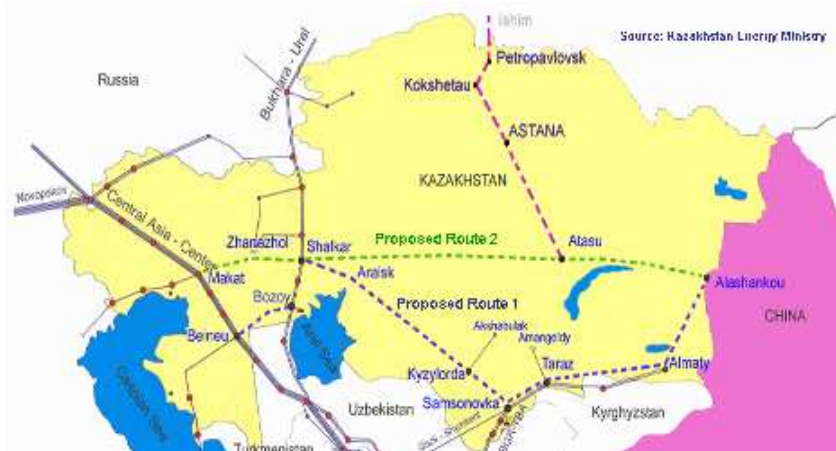 ishim
Source: Kazakhstan Energy Ministry
Petropavlovsk
Russia
Bukhara - Ural
Kokshetau
ASTANA
KAZAKHSTAN
Central Asia - Center
Zhanazhol
Shalkar
Proposed Route 2
Atasu
Makat
Aralsk
Alashankou
Bozoy
Proposed Route 1
CHINA
Akshabulak
Amangeldy
Beineu
Aral Sea
Caspian Sea
Kyzylorda
Taraz
Almaty
Samsonovka
Uzbekistan
Kyrghyzstan
Turkmenistan